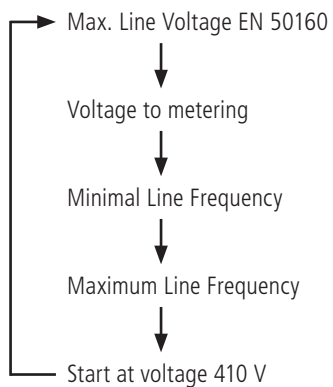 Max. Line Voltage EN 50160
Voltage to metering
Minimal Line Frequency
Maximum Line Frequency
Start at voltage 410 V